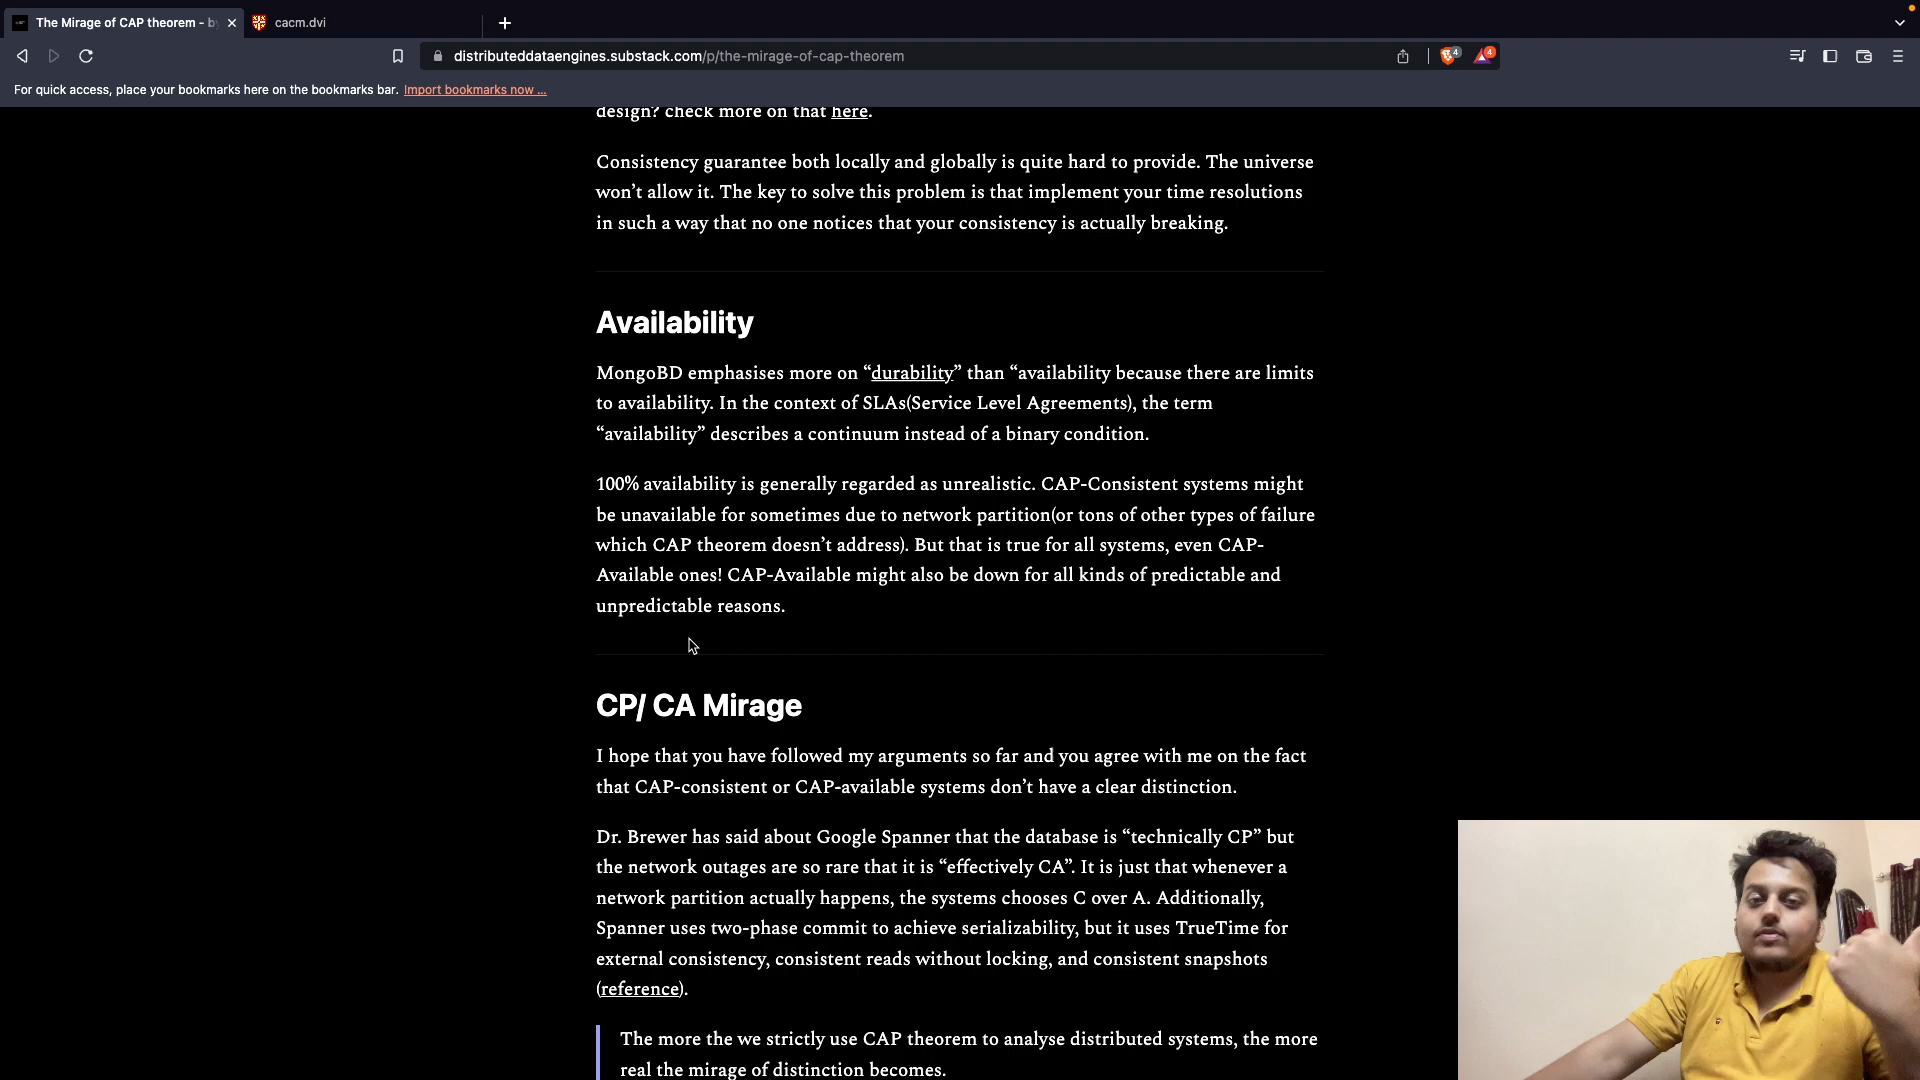 The Mirage of CAP theorem - by
cacm.dvi
distributeddataengines.substack.com/p/the-mirage-of-cap-theorem
4
4
For quick access, place your bookmarks here on the bookmarks bar. Import bookmarks now ...
design? check more on that here.
Consistency guarantee both locally and globally is quite hard to provide. The universe
won’t allow it. The key to solve this problem is that implement your time resolutions
in such a way that no one notices that your consistency is actually breaking.
Availability
MongoBD emphasises more on “durability” than “availability because there are limits
to availability. In the context of SLAs(Service Level Agreements), the term
“availability” describes a continuum instead of a binary condition.
100% availability is generally regarded as unrealistic. CAP-Consistent systems might
be unavailable for sometimes due to network partition(or tons of other types of failure
which CAP theorem doesn’t address). But that is true for all systems, even CAP-
Available ones! CAP-Available might also be down for all kinds of predictable and
unpredictable reasons.
CP/ CA Mirage
I hope that you have followed my arguments so far and you agree with me on the fact
that CAP-consistent or CAP-available systems don’t have a clear distinction.
Dr. Brewer has said about Google Spanner that the database is “technically CP” but
the network outages are so rare that it is “effectively CA”. It is just that whenever a
network partition actually happens, the systems chooses C over A. Additionally,
Spanner uses two-phase commit to achieve serializability, but it uses TrueTime for
external consistency, consistent reads without locking, and consistent snapshots
(reference).
The more the we strictly use CAP theorem to analyse distributed systems, the more
real the mirage of distinction becomes.